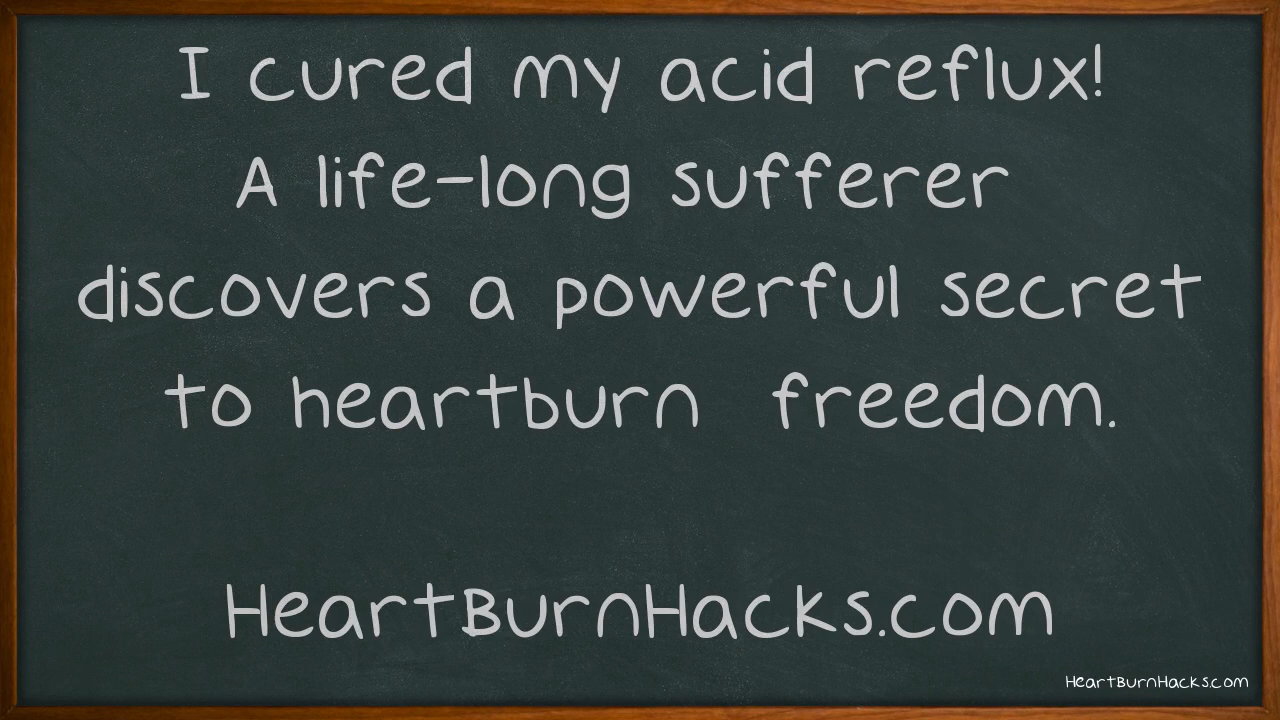 I cured my acid reflux!
A life-long sufferer
discovers a powerful secret
to heartburn freedom.
HeartBurnHacks.com
HeartBurnHacks.com